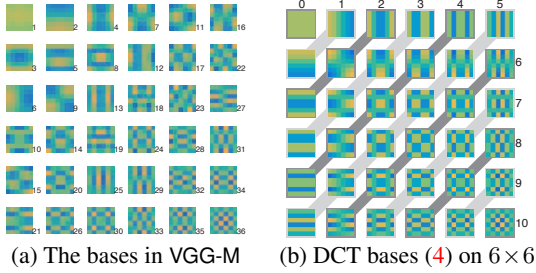 0 1 2 3 4 5
1 2 4 7 11 16
3 5 8 12 17 22
6 9 13 18 23 27
10 14 19 24 28 31
15 20 25 29 32 34
21 26 30 33 35 36
6
7
8
9
10
(a) The bases in VGG-M
(b) DCT bases (4) on 6×6